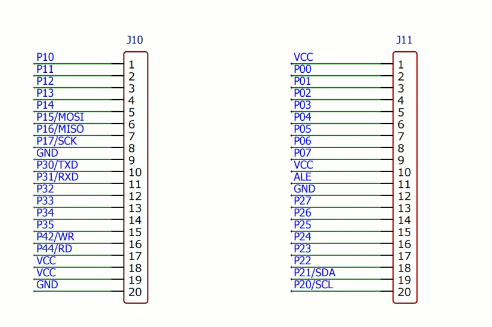 J10
P10 1
P11 2
P12 3
P13 4
P14 5
P15/MOSI 6
P16/MISO 7
P17/SCK 8
GND 9
P30/TXD 10
P31/RXD 11
P32 12
P33 13
P34 14
P35 15
P42/WR 16
P44/RD 17
VCC 18
VCC 19
GND 20
J11
VCC 1
P00 2
P01 3
P02 4
P03 5
P04 6
P05 7
P06 8
P07 9
VCC 10
ALE 11
GND 12
P27 13
P26 14
P25 15
P24 16
P23 17
P22 18
P21/SDA 19
P20/SCL 20